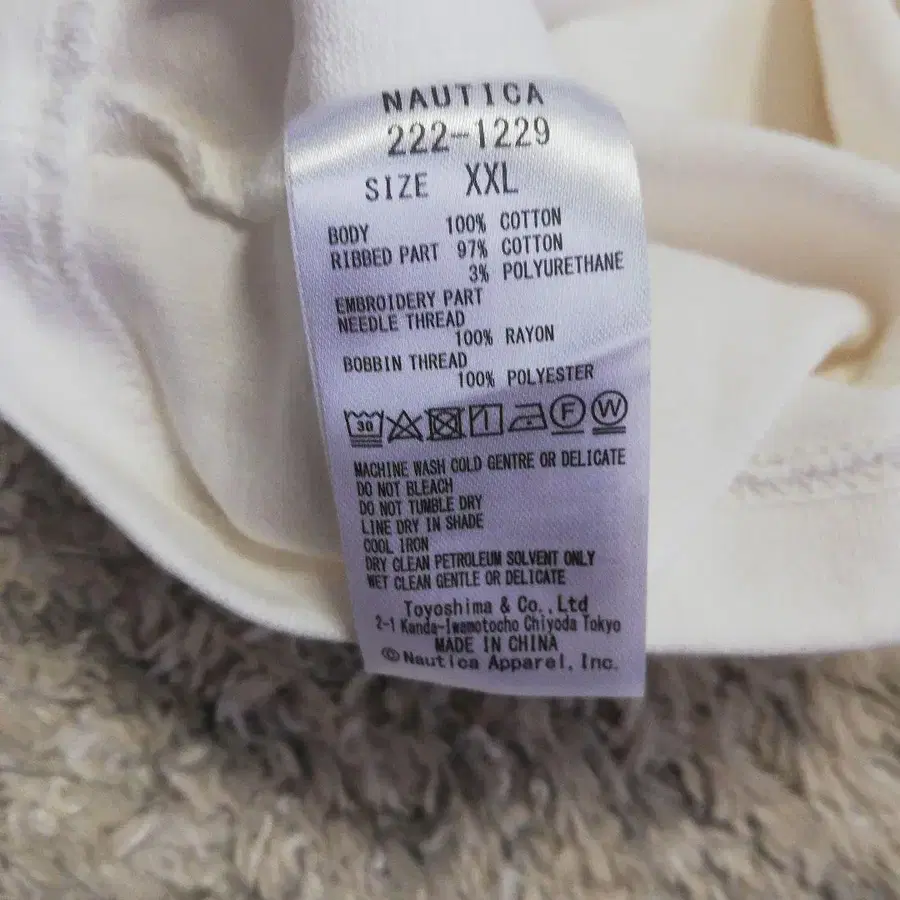 NAUTICA
222-1229
SIZE XXL
BODY 100% COTTON
RIBBED PART 97% COTTON
3% POLYURETHANE
EMBROIDERY PART
NEEDLE THREAD
100% RAYON
BOBBIN THREAD
100% POLYESTER
30 F W
MACHINE WASH COLD GENTRE OR DELICATE
DO NOT BLEACH
DO NOT TUMBLE DRY
LINE DRY IN SHADE
COOL IRON
DRY CLEAN PETROLEUM SOLVENT ONLY
WET CLEAN GENTLE OR DELICATE
Toyoshima & Co.,Ltd
2-1 Kanda-Iwamotocho Chiyoda Tokyo
MADE IN CHINA
©Nautica Apparel, Inc.